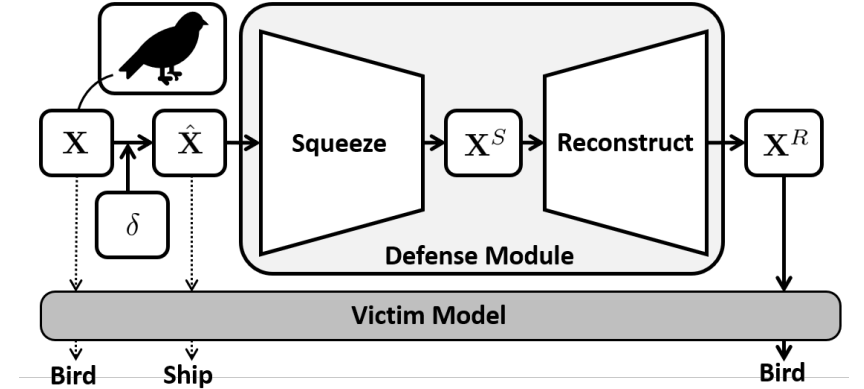 X
X̂
δ
Squeeze
X^S
Reconstruct
X^R
Defense Module
Victim Model
Bird
Ship
Bird